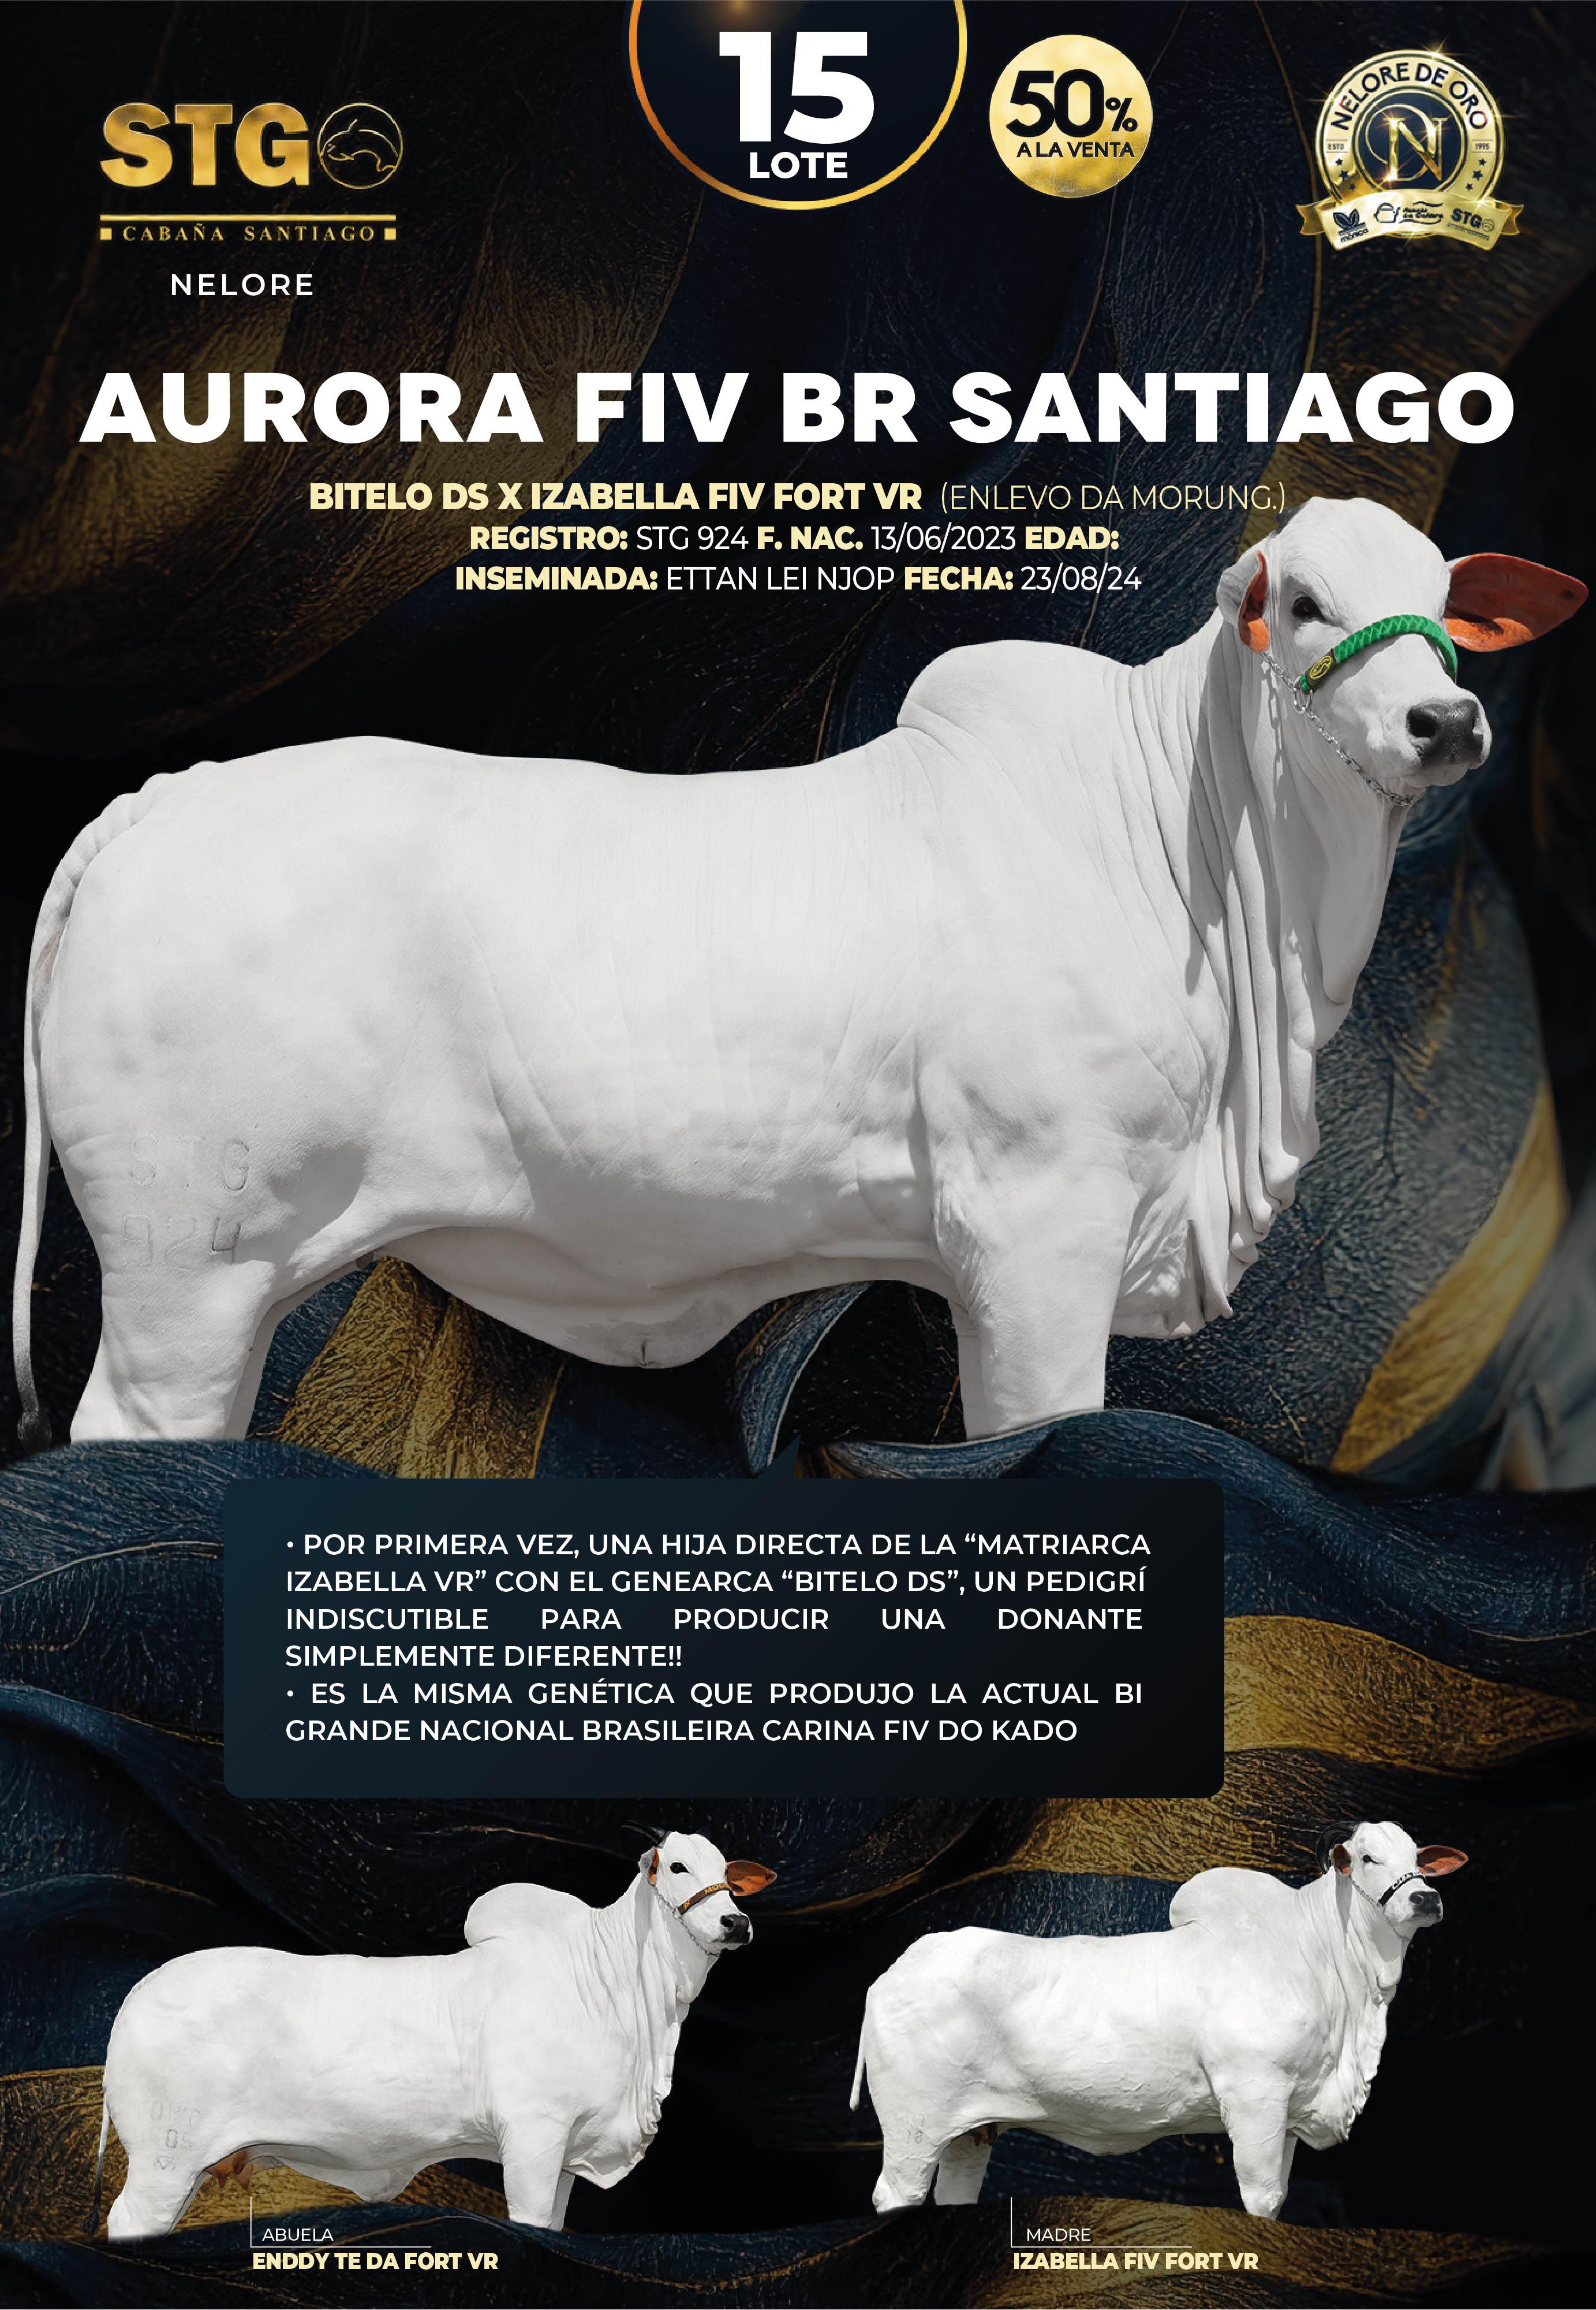 15
LOTE
50%
A LA VENTA
STG
CABAÑA SANTIAGO
NELORE
NELORE DE ORO
ESTD 1995
N
STG
AURORA FIV BR SANTIAGO
BITELO DS X IZABELLA FIV FORT VR (ENLEVO DA MORUNG.)
REGISTRO: STG 924 F. NAC. 13/06/2023 EDAD:
INSEMINADA: ETTAN LEI NJOP FECHA: 23/08/24
STG
924
• POR PRIMERA VEZ, UNA HIJA DIRECTA DE LA “MATRIARCA
IZABELLA VR” CON EL GENEARCA “BITELO DS”, UN PEDIGRÍ
INDISCUTIBLE PARA PRODUCIR UNA DONANTE
SIMPLEMENTE DIFERENTE!!
• ES LA MISMA GENÉTICA QUE PRODUJO LA ACTUAL BI
GRANDE NACIONAL BRASILEIRA CARINA FIV DO KADO
ABUELA
ENDDY TE DA FORT VR
MADRE
IZABELLA FIV FORT VR